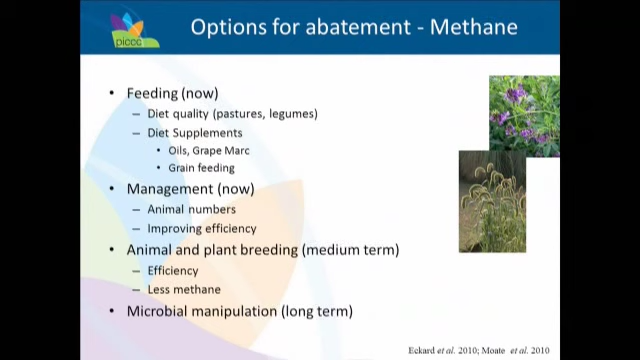 piccc
Options for abatement - Methane
• Feeding (now)
– Diet quality (pastures, legumes)
– Diet Supplements
• Oils, Grape Marc
• Grain feeding
• Management (now)
– Animal numbers
– Improving efficiency
• Animal and plant breeding (medium term)
– Efficiency
– Less methane
• Microbial manipulation (long term)
Eckard et al. 2010; Moate et al. 2010